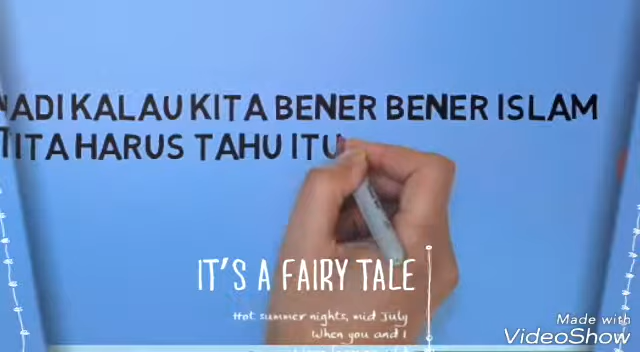 ADI KALAU KITA BENER BENER ISLAM
ITA HARUS TAHU ITU
IT'S A FAIRY TALE
Hot summer nights, mid July
When you and I
Made with
VideoShow